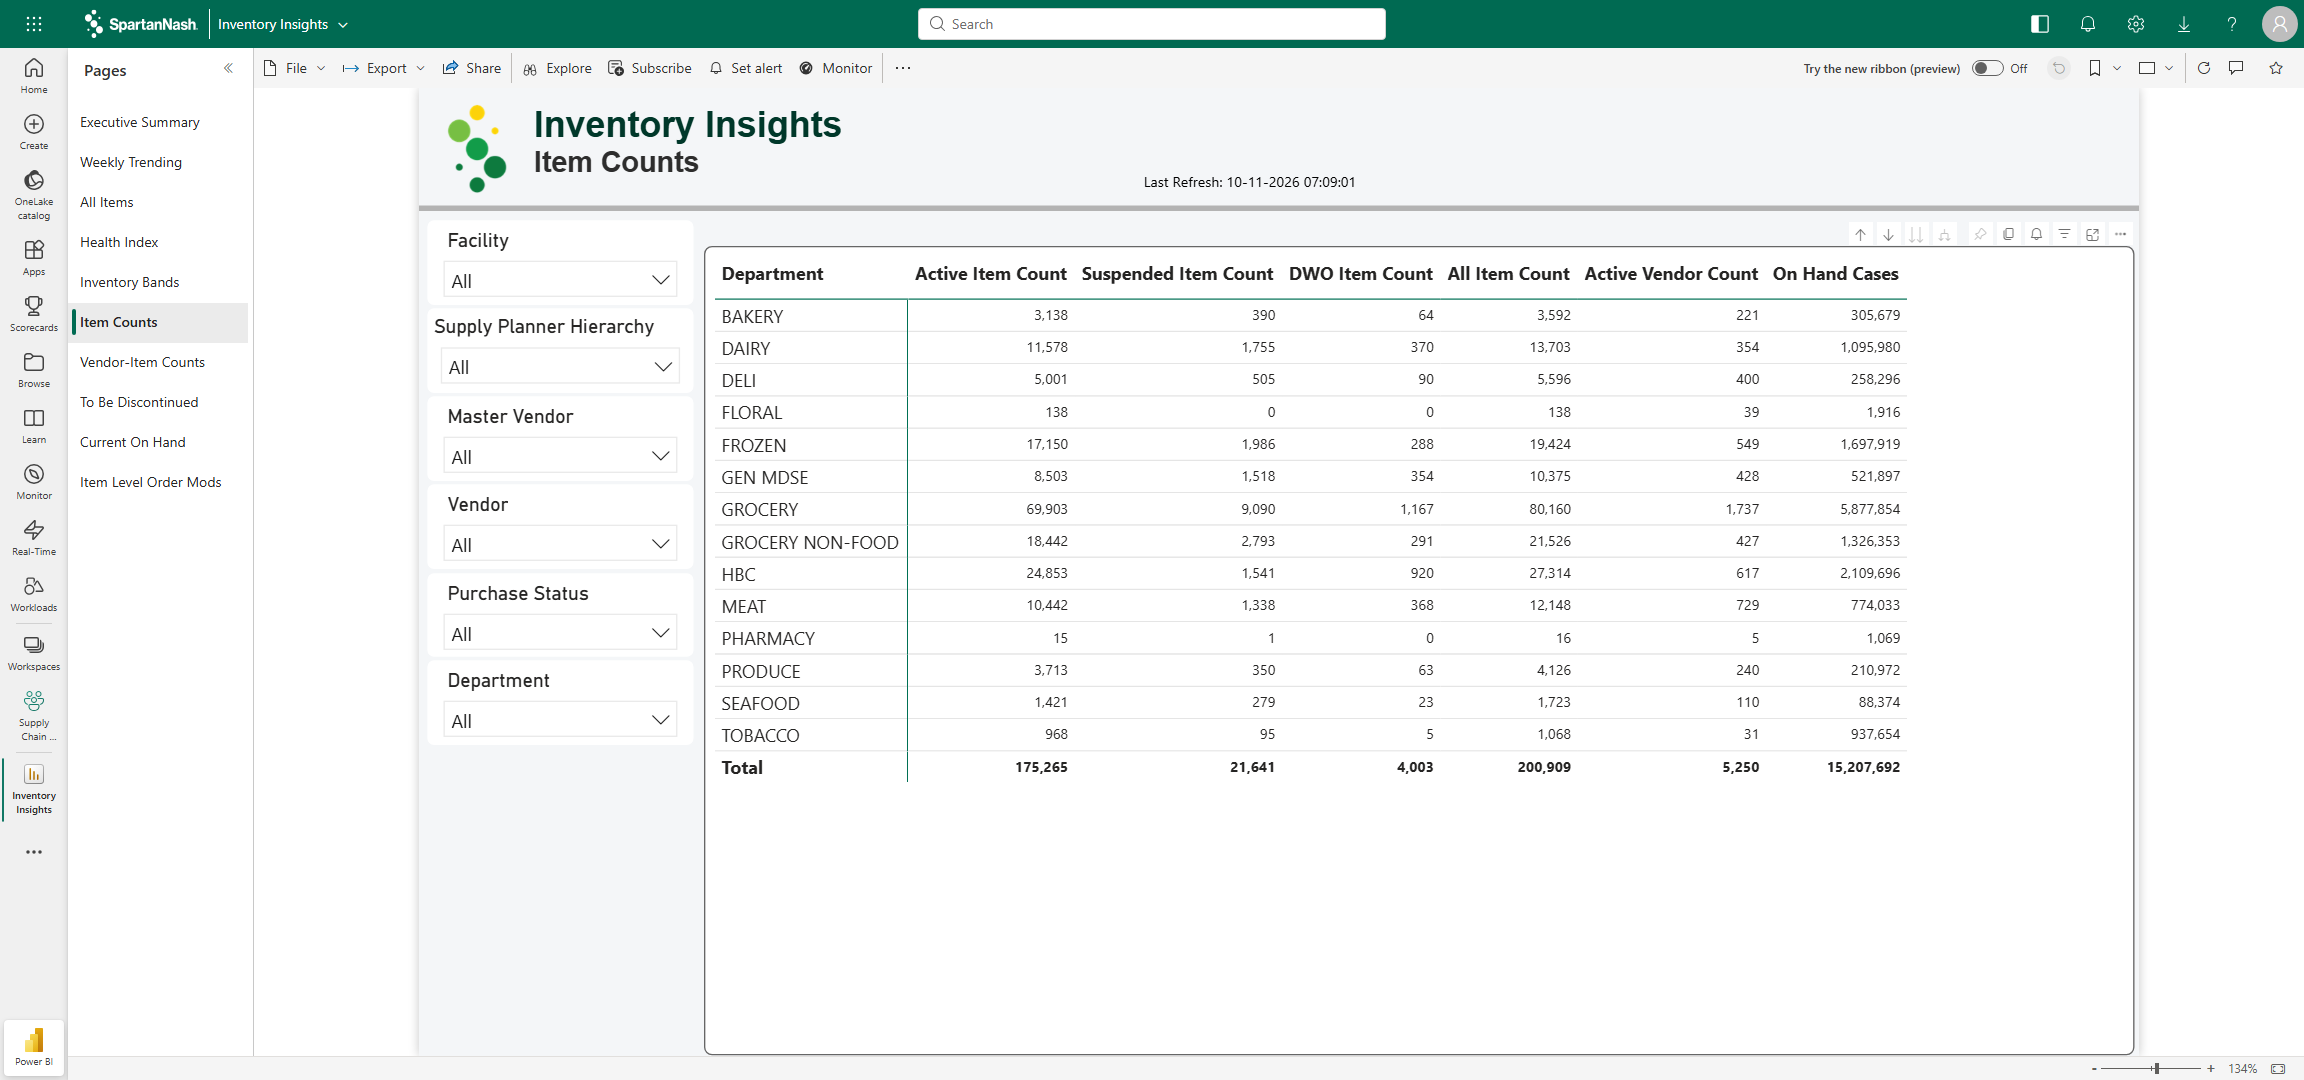 SpartanNash Inventory Insights
Search
Home
Create
OneLake
catalog
Apps
Scorecards
Browse
Learn
Monitor
Real-Time
Workloads
Workspaces
Supply
Chain ...
Inventory
Insights
Power BI
Pages
Executive Summary
Weekly Trending
All Items
Health Index
Inventory Bands
Item Counts
Vendor-Item Counts
To Be Discontinued
Current On Hand
Item Level Order Mods
File Export Share Explore Subscribe Set alert Monitor ... Try the new ribbon (preview) Off
Inventory Insights
Item Counts
Last Refresh: 10-11-2026 07:09:01
Facility
All
Supply Planner Hierarchy
All
Master Vendor
All
Vendor
All
Purchase Status
All
Department
All
Department Active Item Count Suspended Item Count DWO Item Count All Item Count Active Vendor Count On Hand Cases
BAKERY 3,138 390 64 3,592 221 305,679
DAIRY 11,578 1,755 370 13,703 354 1,095,980
DELI 5,001 505 90 5,596 400 258,296
FLORAL 138 0 0 138 39 1,916
FROZEN 17,150 1,986 288 19,424 549 1,697,919
GEN MDSE 8,503 1,518 354 10,375 428 521,897
GROCERY 69,903 9,090 1,167 80,160 1,737 5,877,854
GROCERY NON-FOOD 18,442 2,793 291 21,526 427 1,326,353
HBC 24,853 1,541 920 27,314 617 2,109,696
MEAT 10,442 1,338 368 12,148 729 774,033
PHARMACY 15 1 0 16 5 1,069
PRODUCE 3,713 350 63 4,126 240 210,972
SEAFOOD 1,421 279 23 1,723 110 88,374
TOBACCO 968 95 5 1,068 31 937,654
Total 175,265 21,641 4,003 200,909 5,250 15,207,692
- + 134%